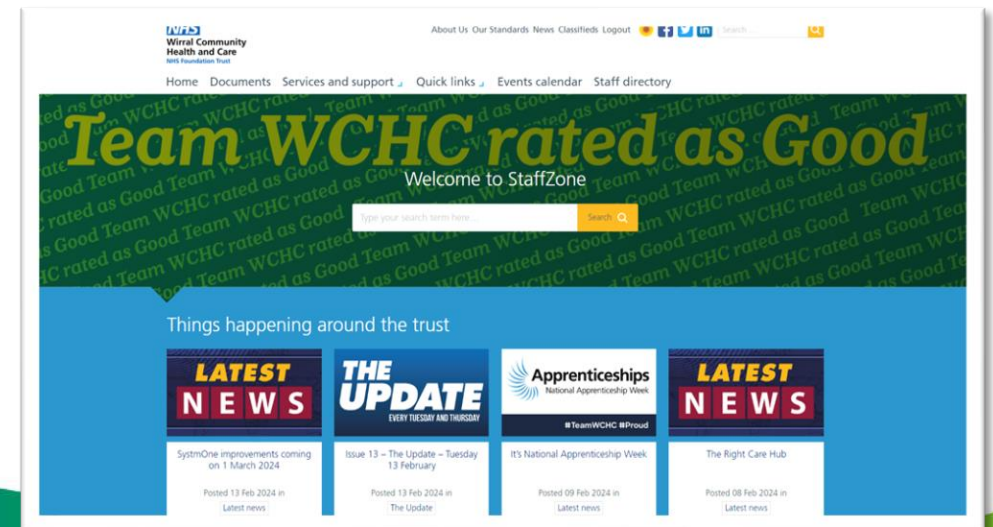 NHS
Wirral Community
Health and Care
NHS Foundation Trust
About Us Our Standards News Classifieds Logout
Search ...
Home Documents Services and support Quick links Events calendar Staff directory
Team WCHC rated as Good
Welcome to StaffZone
Type your search term here...
Search
Things happening around the trust
LATEST
NEWS
THE
UPDATE
EVERY TUESDAY AND THURSDAY
Apprenticeships
National Apprenticeship Week
#TeamWCHC #Proud
LATEST
NEWS
SystmOne improvements coming
on 1 March 2024
Issue 13 – The Update – Tuesday
13 February
It's National Apprenticeship Week
The Right Care Hub
Posted 13 Feb 2024 in
Latest news
Posted 13 Feb 2024 in
The Update
Posted 09 Feb 2024 in
Latest news
Posted 08 Feb 2024 in
Latest news